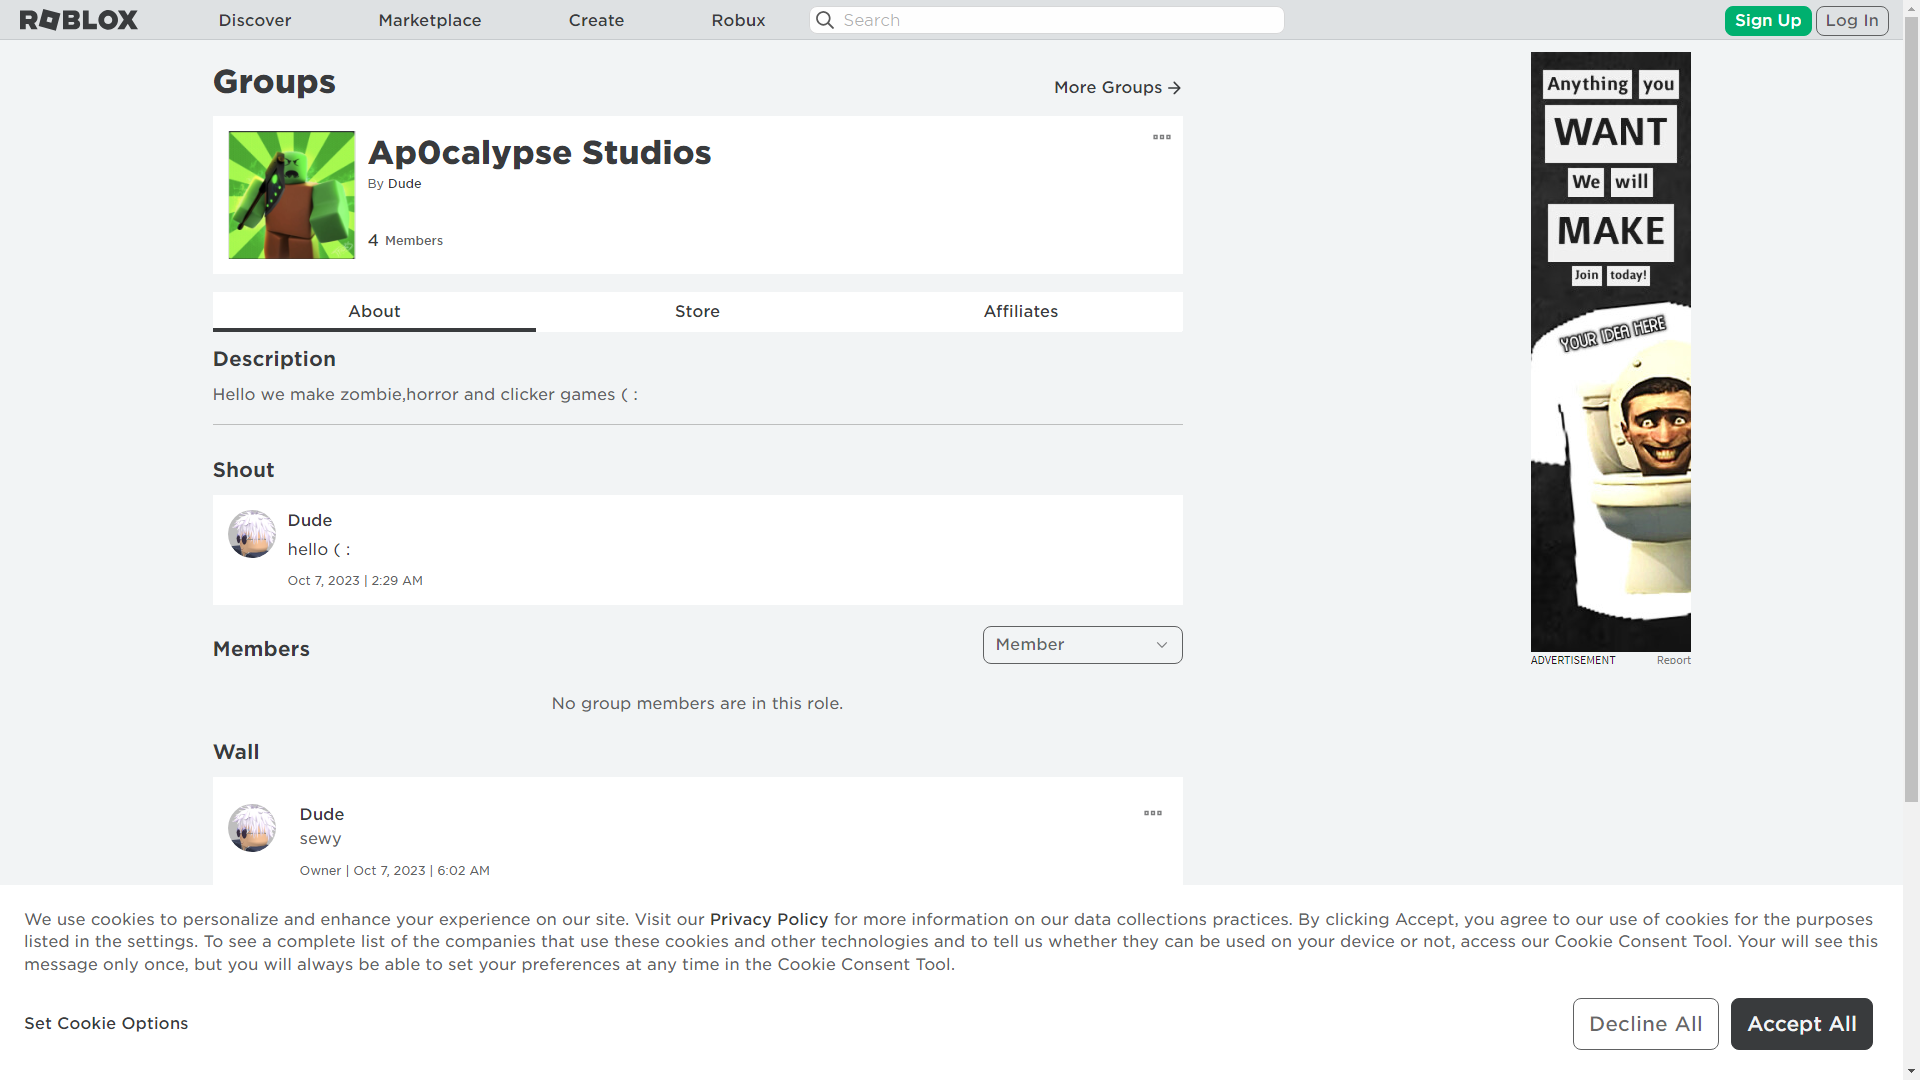 ROBLOX
Discover
Marketplace
Create
Robux
Search
Sign Up
Log In
Groups
More Groups
Ap0calypse Studios
By Dude
4 Members
About
Store
Affiliates
Description
Hello we make zombie,horror and clicker games ( :
Shout
Dude
hello ( :
Oct 7, 2023 | 2:29 AM
Members
Member
No group members are in this role.
Wall
Dude
sewy
Owner | Oct 7, 2023 | 6:02 AM
Anything you
WANT
We will
MAKE
Join today!
YOUR IDEA HERE
ADVERTISEMENT
Report
We use cookies to personalize and enhance your experience on our site. Visit our Privacy Policy for more information on our data collections practices. By clicking Accept, you agree to our use of cookies for the purposes
listed in the settings. To see a complete list of the companies that use these cookies and other technologies and to tell us whether they can be used on your device or not, access our Cookie Consent Tool. Your will see this
message only once, but you will always be able to set your preferences at any time in the Cookie Consent Tool.
Set Cookie Options
Decline All
Accept All